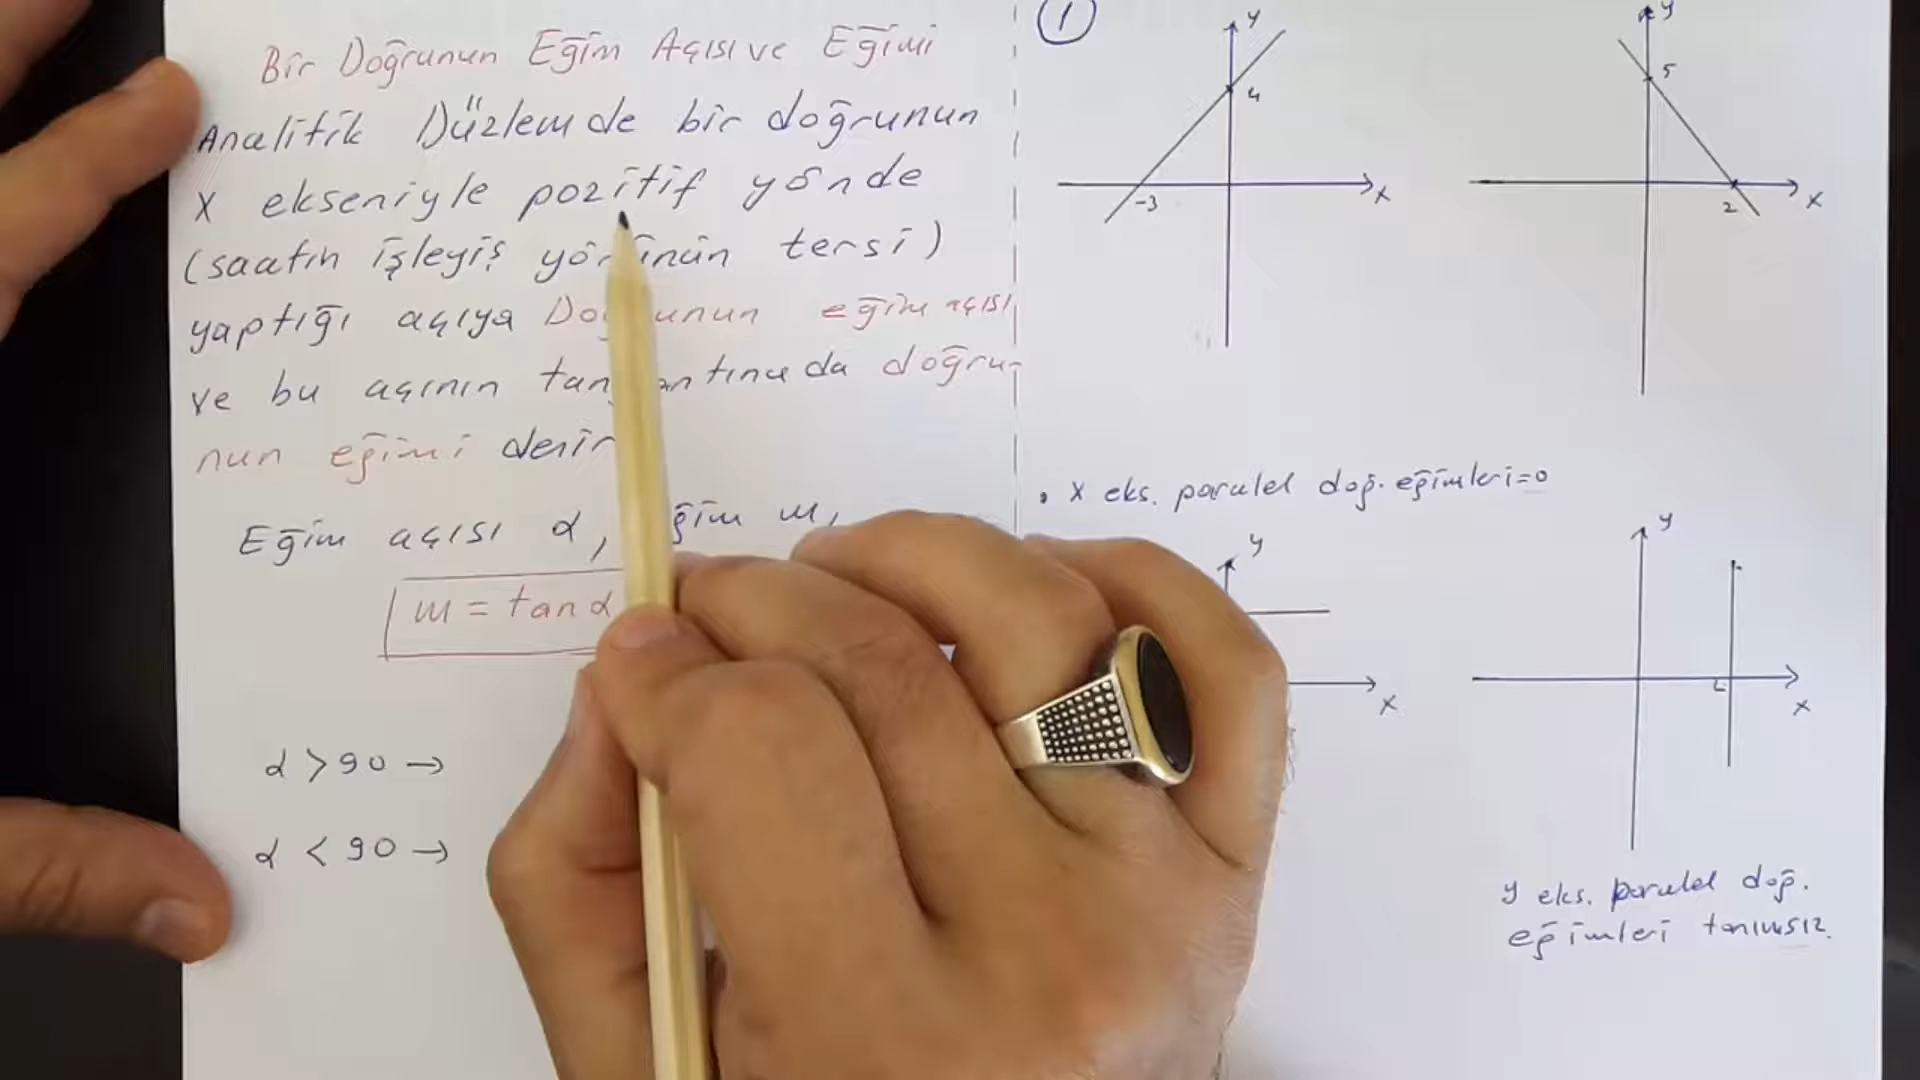 Bir Doğrunun Eğim Açısı ve Eğimi
Analitik Düzlemde bir doğrunun
x ekseniyle pozitif yönde
(saatin işleyiş yönünün tersi)
yaptığı açıya Doğrunun eğim açısı
ve bu açının tanjantına da doğru-
nun eğimi denir
Eğim açısı α, eğim m,
m = tan α
α > 90 →
α < 90 →
1
y
4
-3
x
y
5
2
x
. x eks. paralel doğ. eğimleri=0
y
x
y
x
y eks. paralel doğ.
eğimleri tanımsız.